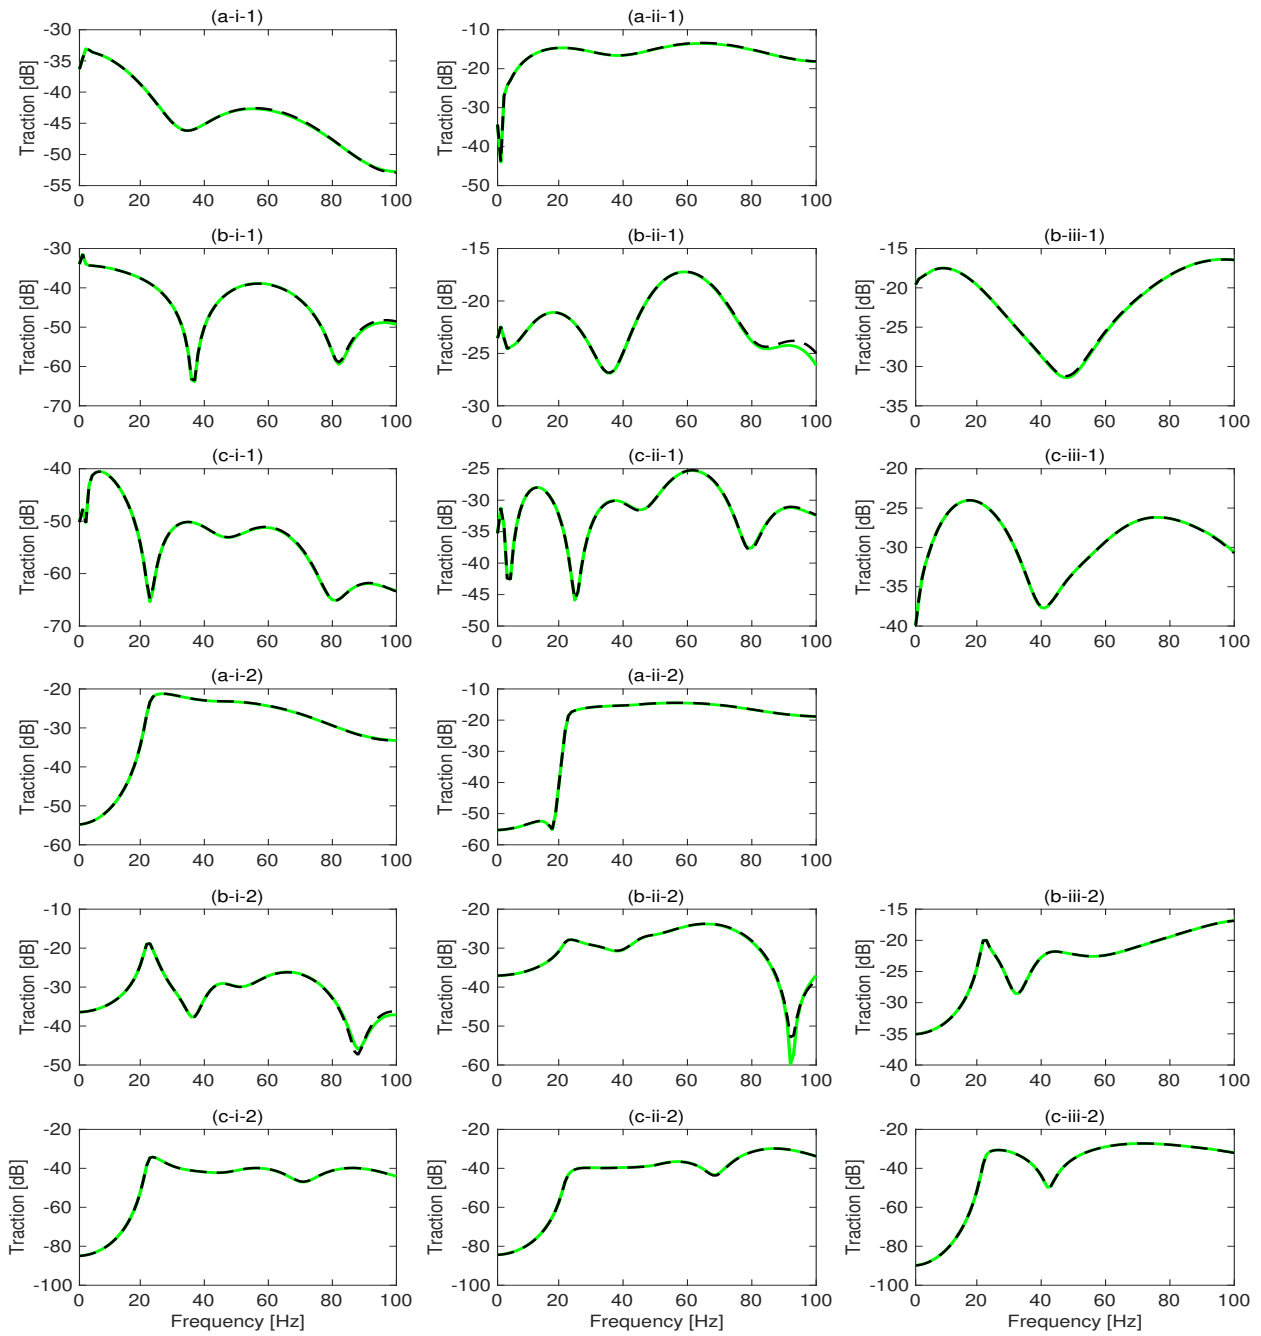 (a-i-1) (a-ii-1)
-30 -10
-35 -20
-40 -30
-45 -40
-50 -50
-55
Traction [dB] Traction [dB]
0 20 40 60 80 100 0 20 40 60 80 100
(b-i-1) (b-ii-1) (b-iii-1)
-30 -15 -15
-40 -20 -20
-50 -25 -25
-60 -30 -30
-70 -35
Traction [dB] Traction [dB] Traction [dB]
0 20 40 60 80 100 0 20 40 60 80 100 0 20 40 60 80 100
(c-i-1) (c-ii-1) (c-iii-1)
-40 -25 -20
-50 -30 -25
-60 -35 -30
-70 -40 -35
-45 -40
-50
Traction [dB] Traction [dB] Traction [dB]
0 20 40 60 80 100 0 20 40 60 80 100 0 20 40 60 80 100
(a-i-2) (a-ii-2)
-20 -10
-30 -20
-40 -30
-50 -40
-60 -50
-60
Traction [dB] Traction [dB]
0 20 40 60 80 100 0 20 40 60 80 100
(b-i-2) (b-ii-2) (b-iii-2)
-10 -20 -15
-20 -30 -20
-30 -40 -25
-40 -50 -30
-50 -60 -35
-40
Traction [dB] Traction [dB] Traction [dB]
0 20 40 60 80 100 0 20 40 60 80 100 0 20 40 60 80 100
(c-i-2) (c-ii-2) (c-iii-2)
-20 -20 -20
-40 -40 -40
-60 -60 -60
-80 -80 -80
-100 -100 -100
Traction [dB] Traction [dB] Traction [dB]
0 20 40 60 80 100 0 20 40 60 80 100 0 20 40 60 80 100
Frequency [Hz] Frequency [Hz] Frequency [Hz]